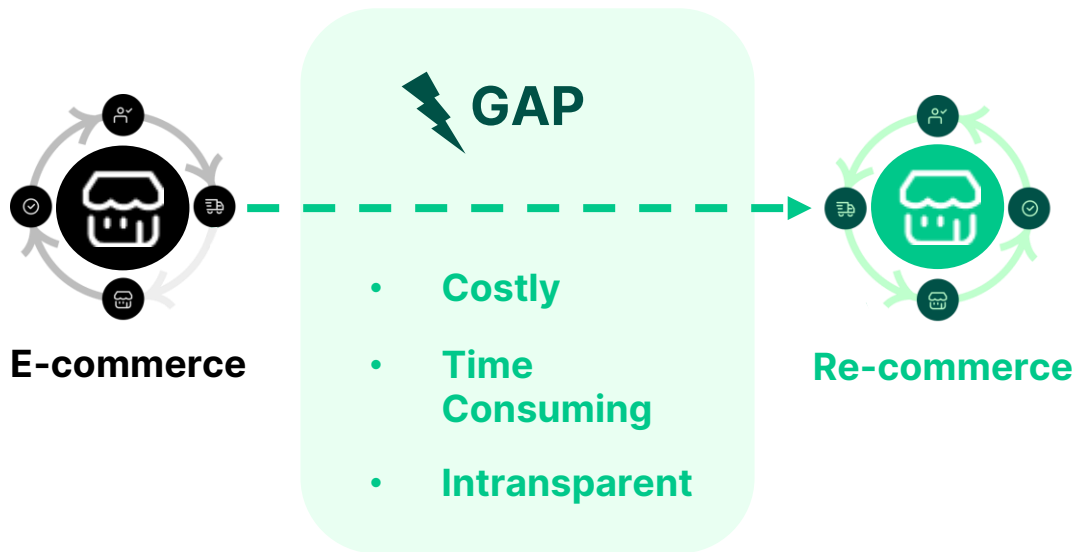 GAP
E-commerce
Re-commerce
• Costly
• Time
Consuming
• Intransparent